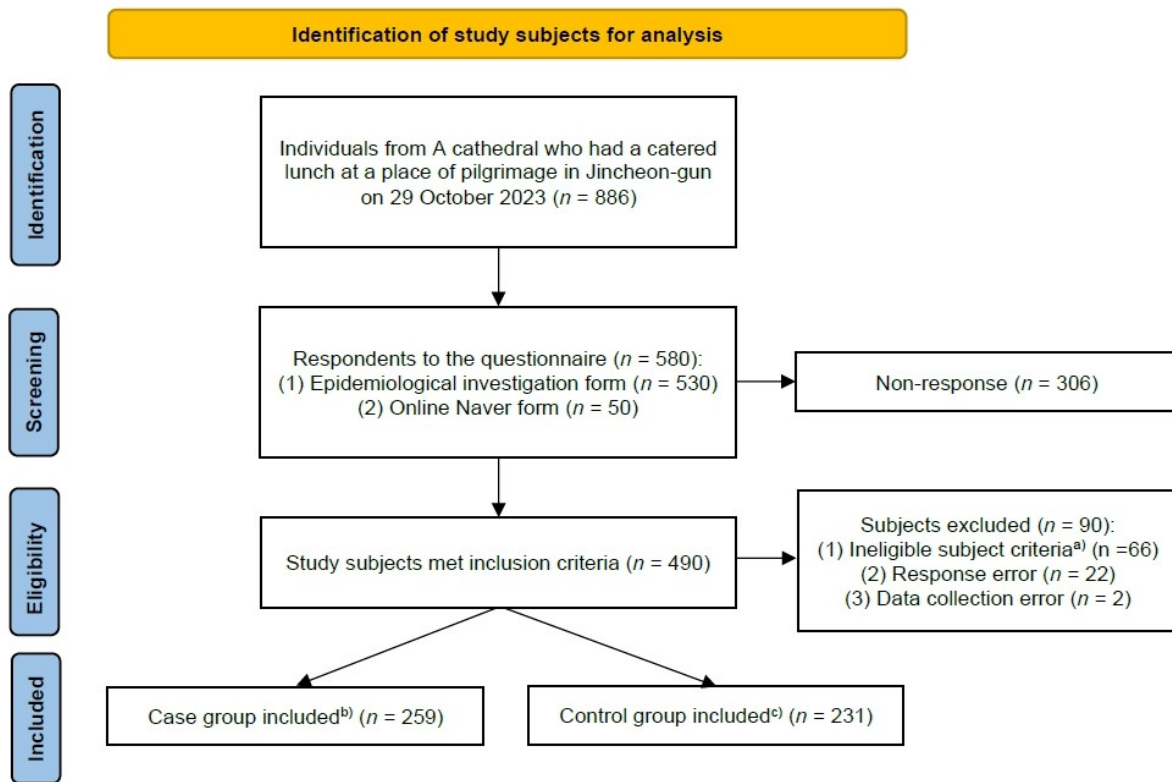 Identification of study subjects for analysis
Identification
Individuals from A cathedral who had a catered
lunch at a place of pilgrimage in Jincheon-gun
on 29 October 2023 (n = 886)
Screening
Respondents to the questionnaire (n = 580):
(1) Epidemiological investigation form (n = 530)
(2) Online Naver form (n = 50)
Non-response (n = 306)
Eligibility
Study subjects met inclusion criteria (n = 490)
Subjects excluded (n = 90):
(1) Ineligible subject criteriaᵃ⁾ (n =66)
(2) Response error (n = 22)
(3) Data collection error (n = 2)
Included
Case group includedᵇ⁾ (n = 259)
Control group includedᶜ⁾ (n = 231)